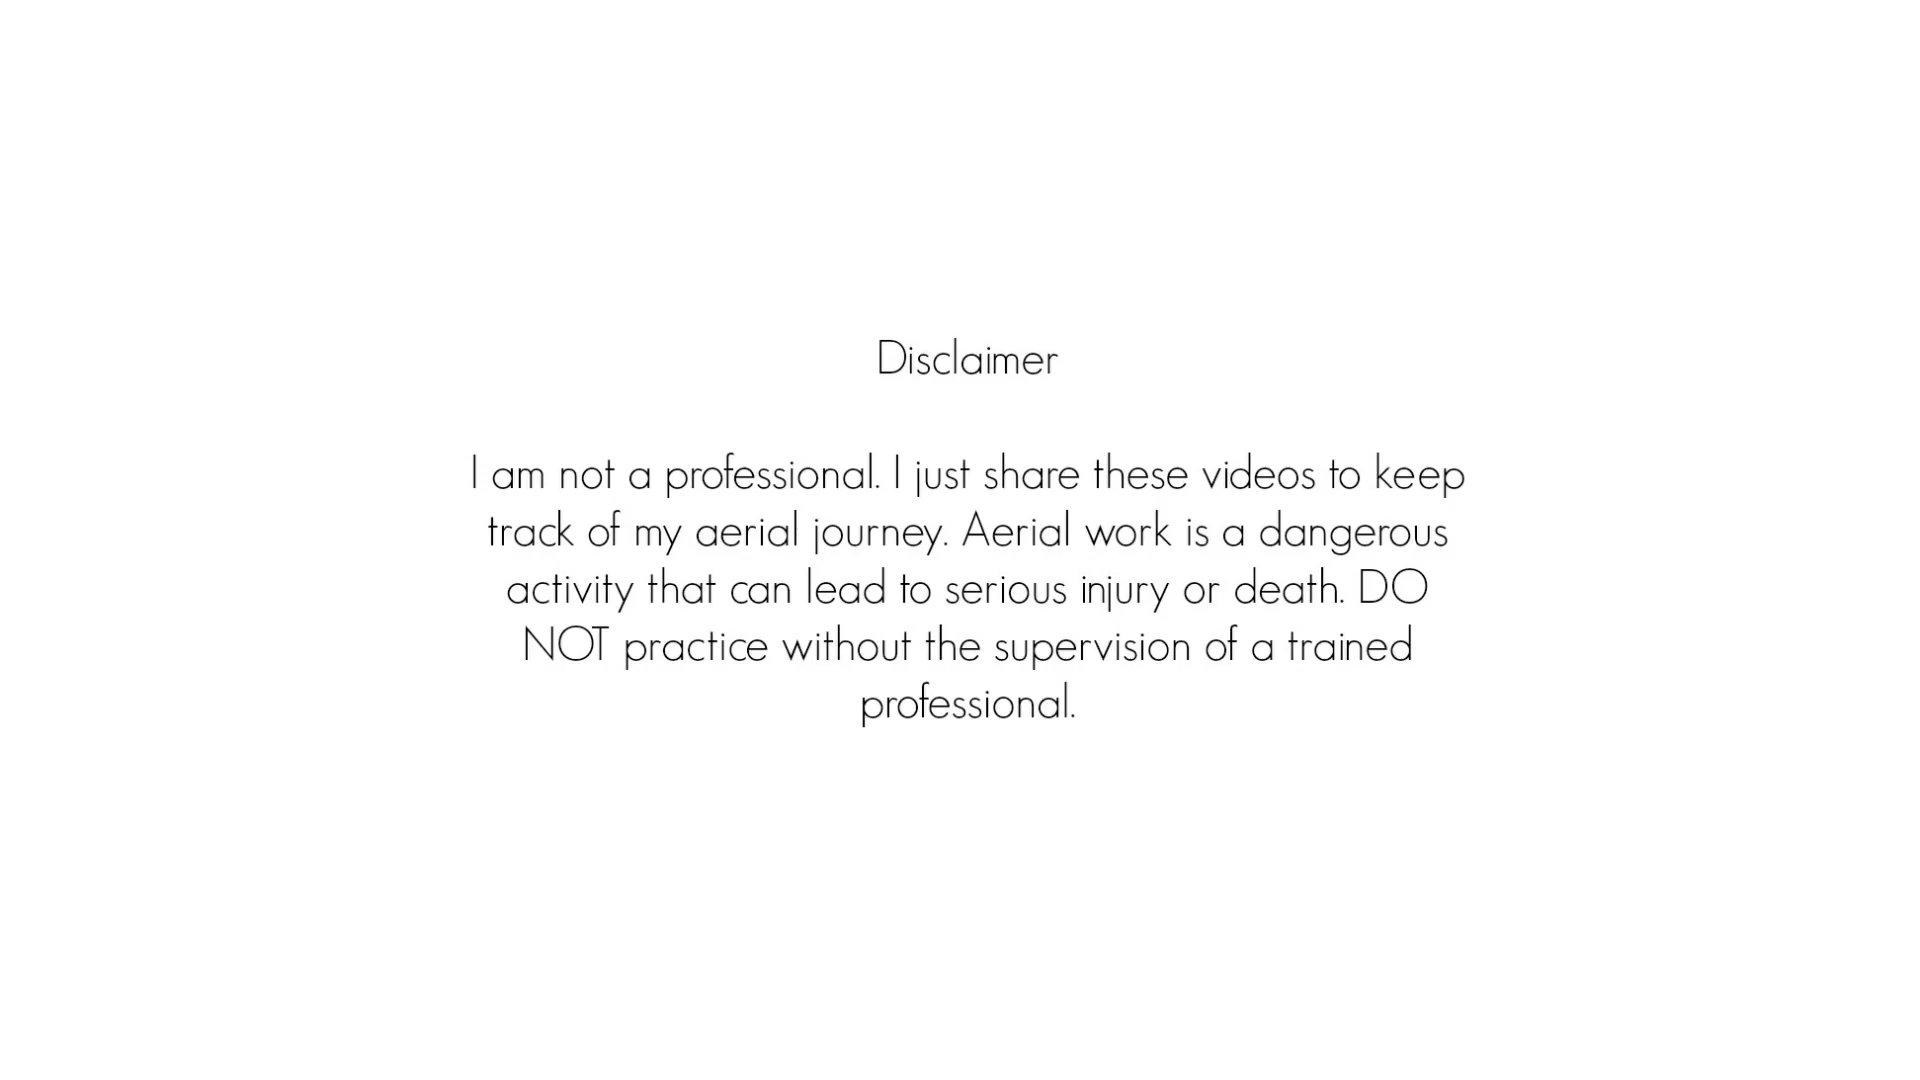 Disclaimer
I am not a professional. I just share these videos to keep
track of my aerial journey. Aerial work is a dangerous
activity that can lead to serious injury or death. DO
NOT practice without the supervision of a trained
professional.